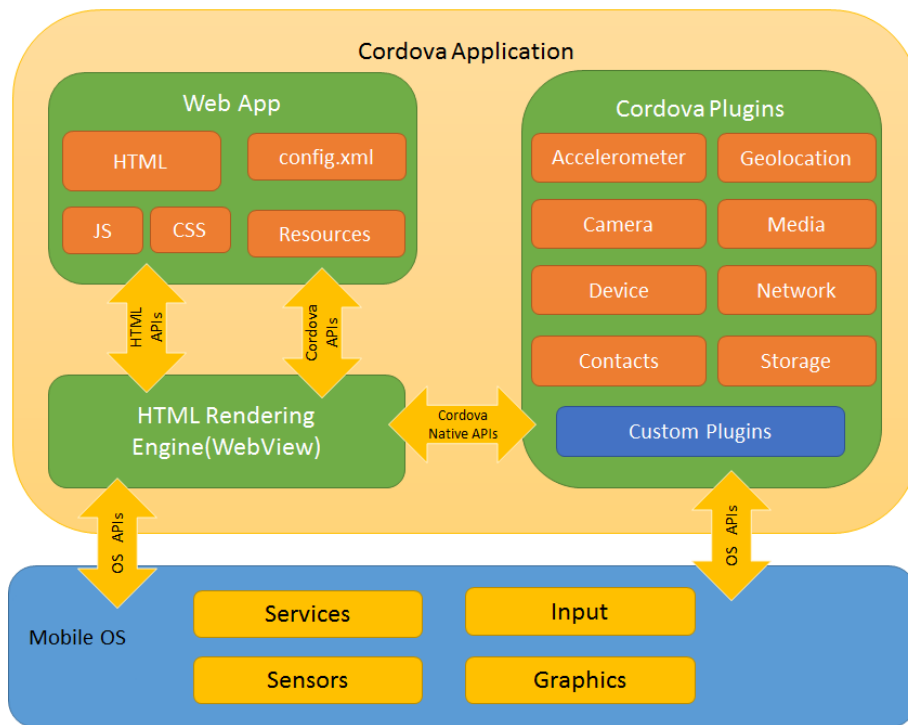 Cordova Application
Web App
HTML
config.xml
JS
CSS
Resources
HTML
APIs
Cordova
APIs
HTML Rendering
Engine(WebView)
Cordova
Native APIs
Cordova Plugins
Accelerometer
Geolocation
Camera
Media
Device
Network
Contacts
Storage
Custom Plugins
OS APIs
OS APIs
Mobile OS
Services
Input
Sensors
Graphics